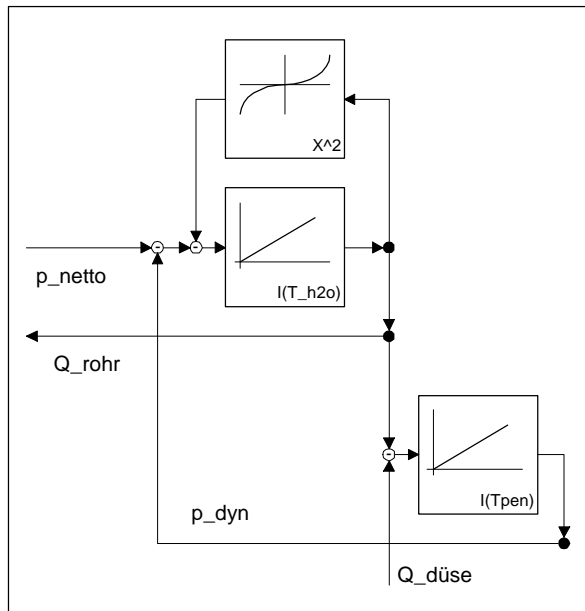 X^2
I(T_h2o)
p_netto
Q_rohr
I(Tpen)
p_dyn
Q_düse